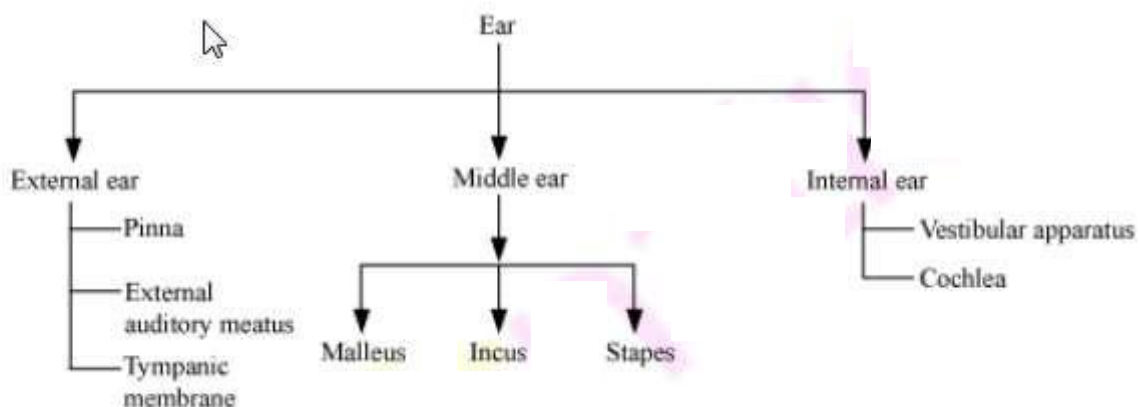 Ear
External ear
Middle ear
Internal ear
Pinna
External
auditory meatus
Tympanic
membrane
Malleus
Incus
Stapes
Vestibular apparatus
Cochlea